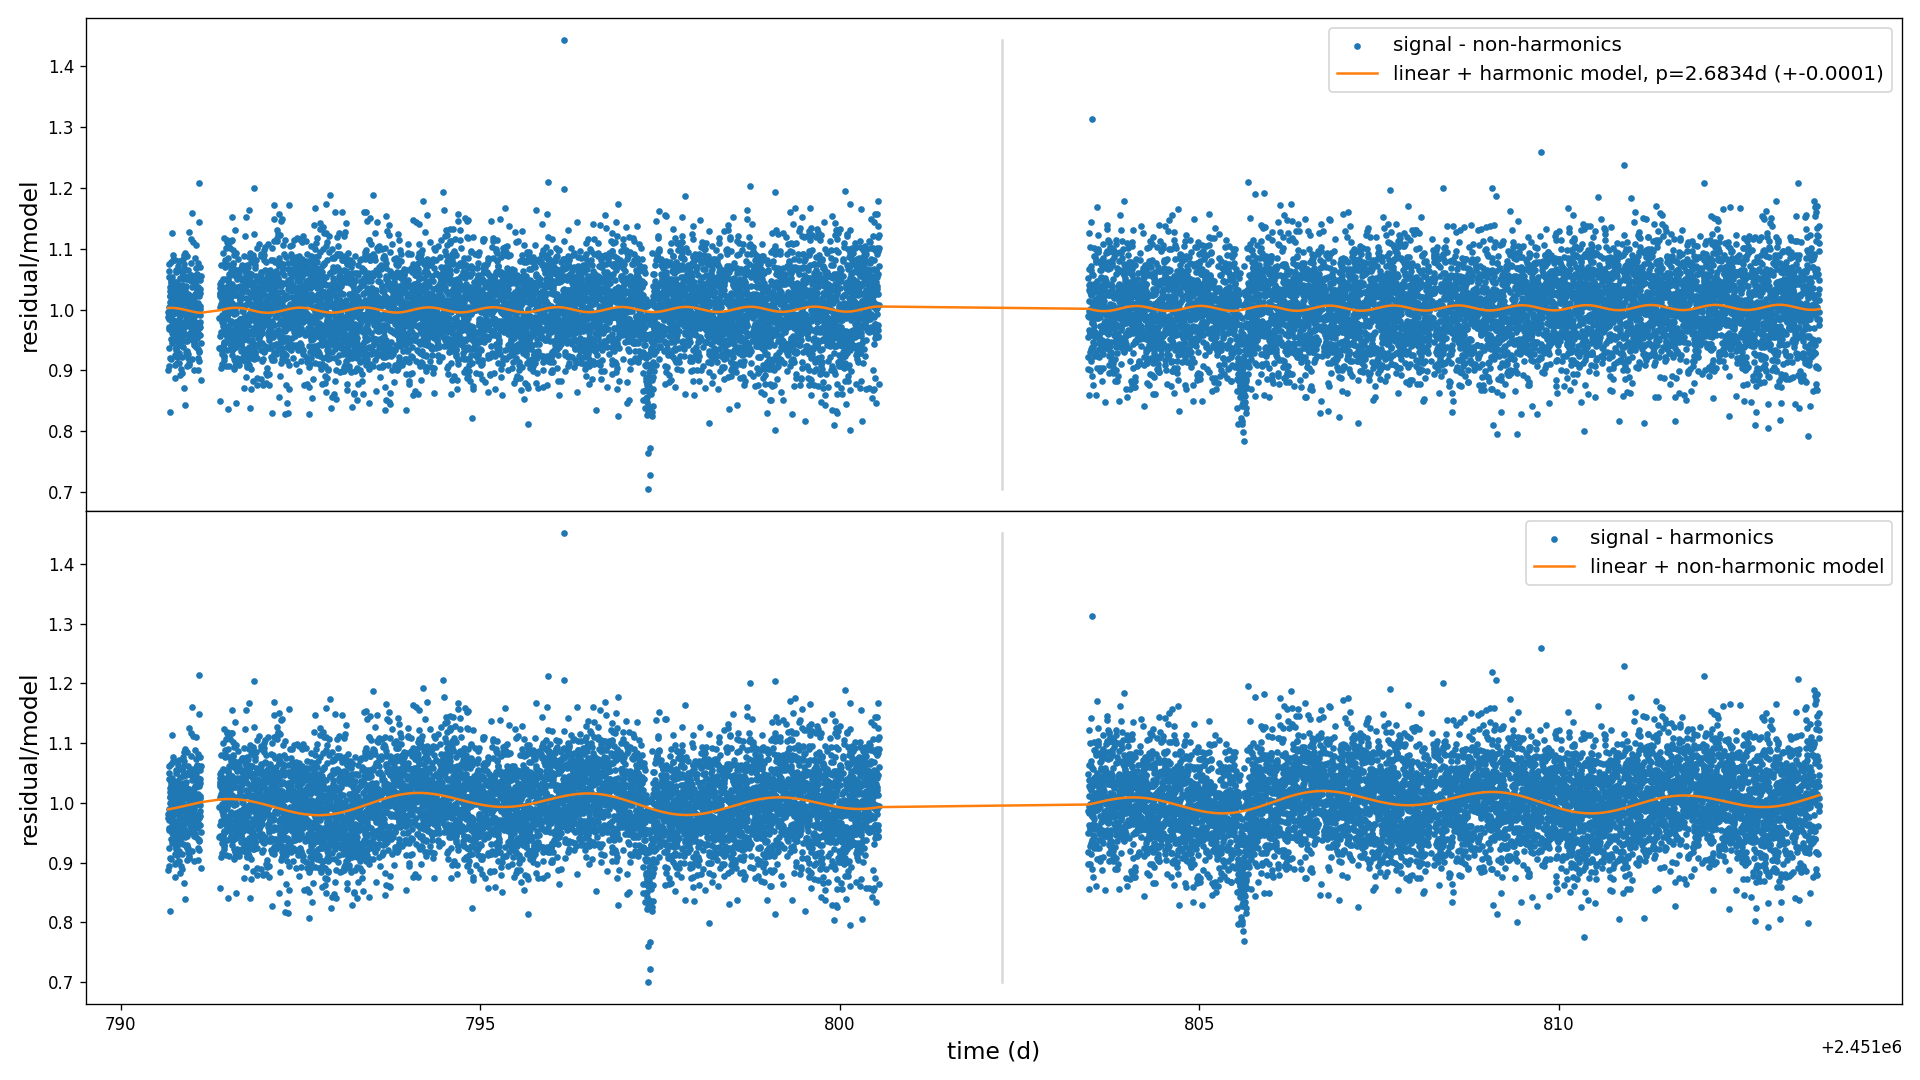 signal - non-harmonics
linear + harmonic model, p=2.6834d (+-0.0001)
residual/model
1.4
1.3
1.2
1.1
1.0
0.9
0.8
0.7
signal - harmonics
linear + non-harmonic model
residual/model
1.4
1.3
1.2
1.1
1.0
0.9
0.8
0.7
790
795
800
805
810
time (d)
+2.451e6